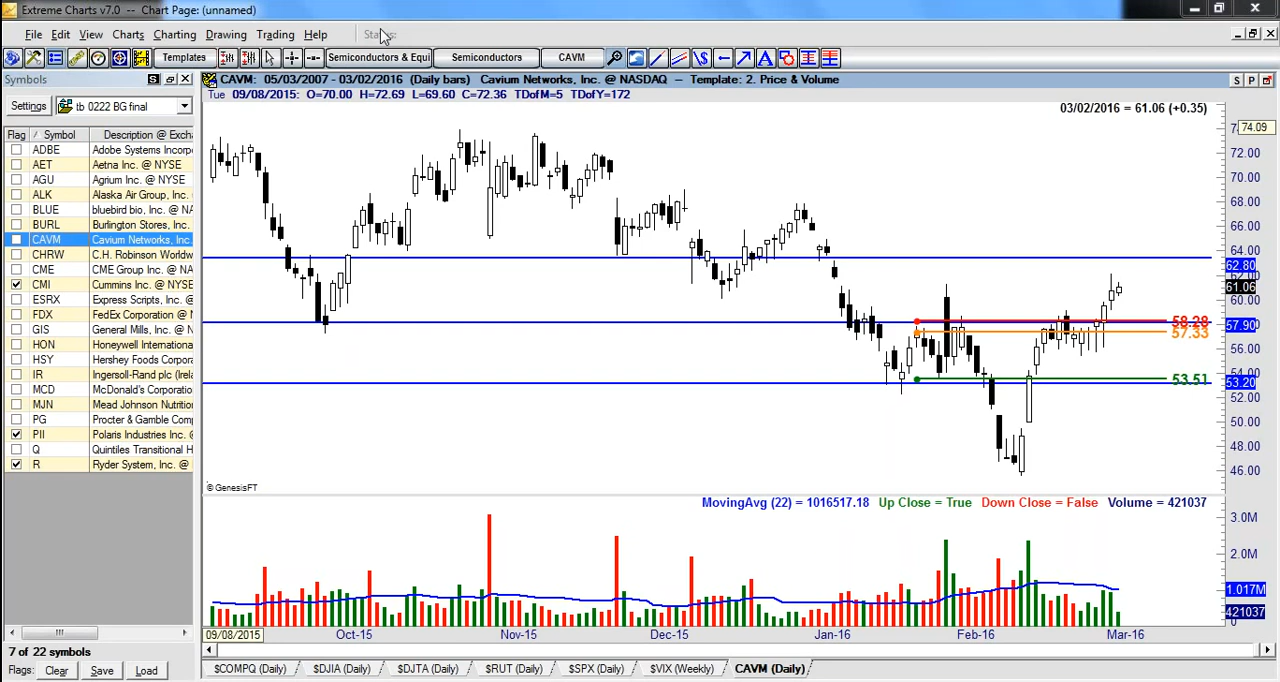 Extreme Charts v7.0 – Chart Page: (unnamed)
File Edit View Charts Charting Drawing Trading Help Status:
Templates Semiconductors & Equi Semiconductors CAVM
Symbols S
Settings tb 0222 BG final
Flag Symbol Description @ Excha
ADBE Adobe Systems Incorp
AET Aetna Inc. @ NYSE
AGU Agrium Inc. @ NYSE
ALK Alaska Air Group, Inc.
BLUE bluebird bio, Inc. @ NA
BURL Burlington Stores, Inc.
CAVM Cavium Networks, Inc.
CHRW C.H. Robinson Worldw
CME CME Group Inc. @ NA
CMI Cummins Inc. @ NYSE
ESRX Express Scripts, Inc. @
FDX FedEx Corporation @
GIS General Mills, Inc. @ N
HON Honeywell Internationa
HSY Hershey Foods Corpora
IR Ingersoll-Rand plc (Irela
MCD McDonald's Corporation
MJN Mead Johnson Nutrition
PG Procter & Gamble Comp
PII Polaris Industries Inc. @
Q Quintiles Transitional H
R Ryder System, Inc. @
7 of 22 symbols
Flags: Clear Save Load
CAVM: 05/03/2007 - 03/02/2016 (Daily bars) Cavium Networks, Inc. @ NASDAQ – Template: 2. Price & Volume S P
Tue 09/08/2015: O=70.00 H=72.69 L=69.60 C=72.36 TDofM=5 TDofY=172
03/02/2016 = 61.06 (+0.35)
74.09
72.00
70.00
68.00
66.00
64.00
62.80
62.00
61.06
60.00
58.28
57.90
57.33
56.00
54.00
53.51
53.20
52.00
50.00
48.00
46.00
© GenesisFT
MovingAvg (22) = 1016517.18 Up Close = True Down Close = False Volume = 421037
3.0M
2.0M
1.017M
421037
0
09/08/2015 Oct-15 Nov-15 Dec-15 Jan-16 Feb-16 Mar-16
$COMPQ (Daily) $DJIA (Daily) $DJTA (Daily) $RUT (Daily) $SPX (Daily) $VIX (Weekly) CAVM (Daily)